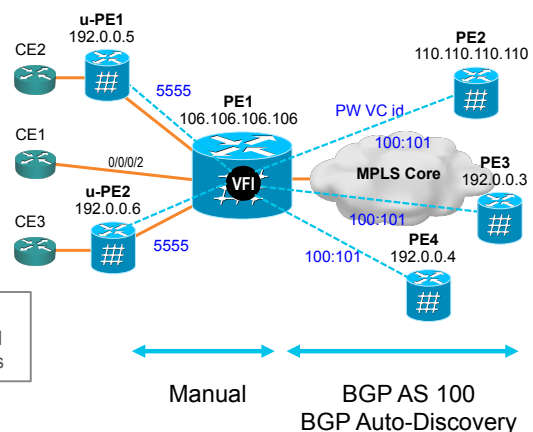 u-PE1
192.0.0.5
CE2
5555
PE1
106.106.106.106
PE2
110.110.110.110
PW VC id
100:101
CE1
0/0/0/2
VFI
MPLS Core
PE3
192.0.0.3
u-PE2
192.0.0.6
100:101
CE3
5555
100:101
PE4
192.0.0.4
Manual
BGP AS 100
BGP Auto-Discovery